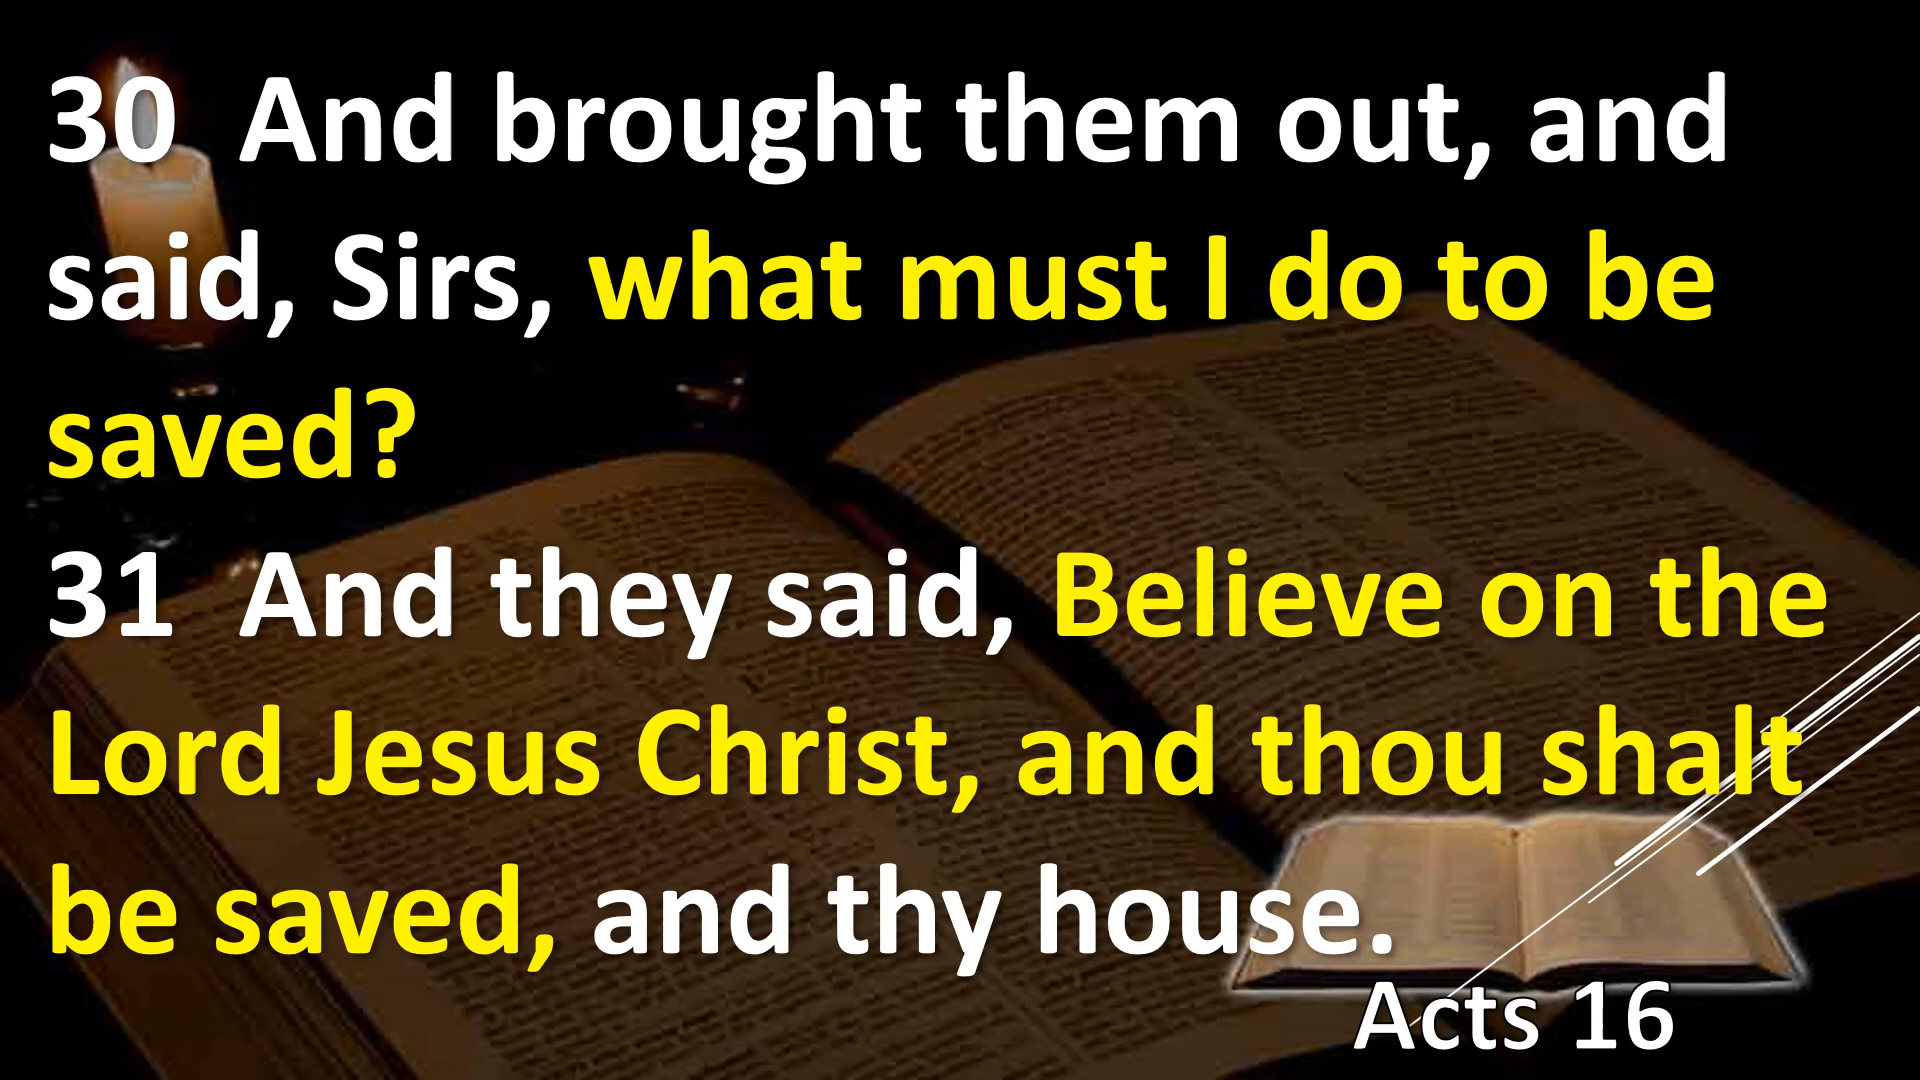 30 And brought them out, and
said, Sirs, what must I do to be
saved?
31 And they said, Believe on the
Lord Jesus Christ, and thou shalt
be saved, and thy house.
Acts 16